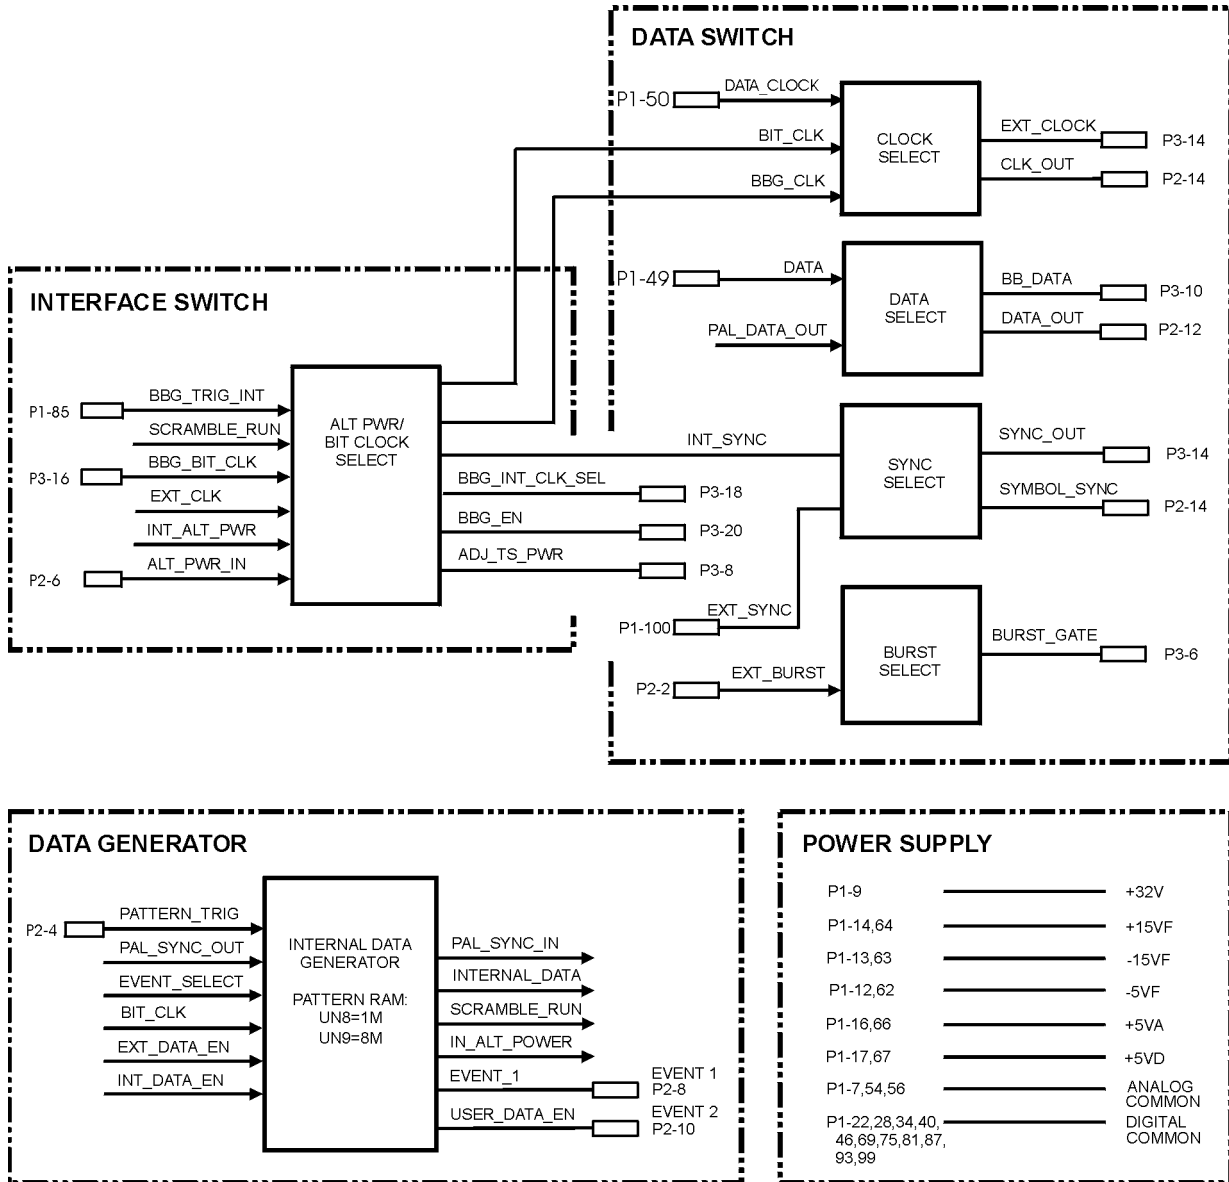 DATA SWITCH
P1-50
DATA_CLOCK
BIT_CLK
BBG_CLK
CLOCK
SELECT
EXT_CLOCK
P3-14
CLK_OUT
P2-14
P1-49
DATA
PAL_DATA_OUT
DATA
SELECT
BB_DATA
P3-10
DATA_OUT
P2-12
INT_SYNC
SYNC
SELECT
SYNC_OUT
P3-14
SYMBOL_SYNC
P2-14
P1-100
EXT_SYNC
P2-2
EXT_BURST
BURST
SELECT
BURST_GATE
P3-6
INTERFACE SWITCH
P1-85
BBG_TRIG_INT
SCRAMBLE_RUN
P3-16
BBG_BIT_CLK
EXT_CLK
INT_ALT_PWR
P2-6
ALT_PWR_IN
ALT PWR/
BIT CLOCK
SELECT
BBG_INT_CLK_SEL
P3-18
BBG_EN
P3-20
ADJ_TS_PWR
P3-8
DATA GENERATOR
P2-4
PATTERN_TRIG
PAL_SYNC_OUT
EVENT_SELECT
BIT_CLK
EXT_DATA_EN
INT_DATA_EN
INTERNAL DATA
GENERATOR
PATTERN RAM:
UN8=1M
UN9=8M
PAL_SYNC_IN
INTERNAL_DATA
SCRAMBLE_RUN
IN_ALT_POWER
EVENT_1
EVENT 1
P2-8
USER_DATA_EN
EVENT 2
P2-10
POWER SUPPLY
P1-9 +32V
P1-14,64 +15VF
P1-13,63 -15VF
P1-12,62 -5VF
P1-16,66 +5VA
P1-17,67 +5VD
P1-7,54,56 ANALOG
COMMON
P1-22,28,34,40, DIGITAL
46,69,75,81,87, COMMON
93,99